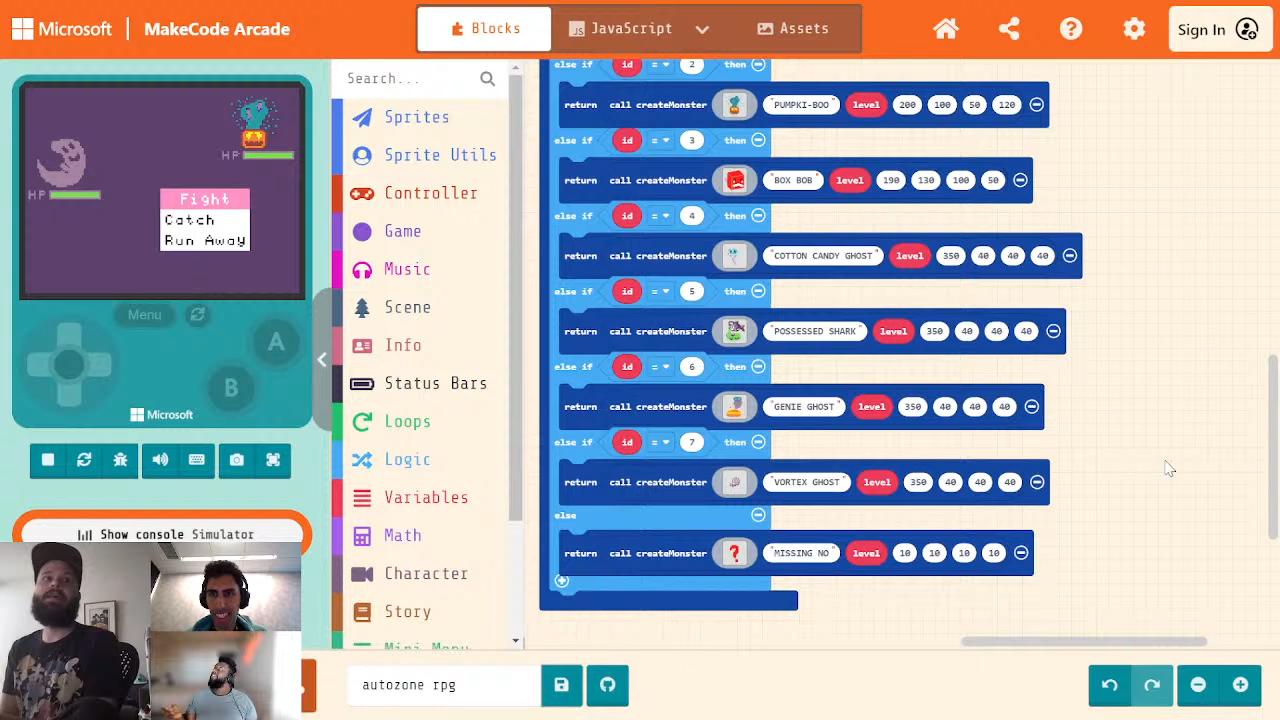 Microsoft
MakeCode Arcade
Blocks
JavaScript
Assets
Sign In
HP
HP
Fight
Catch
Run Away
Menu
A
B
Microsoft
Show console Simulator
Search...
Sprites
Sprite Utils
Controller
Game
Music
Scene
Info
Status Bars
Loops
Logic
Variables
Math
Character
Story
Mini Menu
else if id = 2 then
return call createMonster "PUMPKI-BOO" level 200 100 50 120
else if id = 3 then
return call createMonster "BOX BOB" level 190 130 100 50
else if id = 4 then
return call createMonster "COTTON CANDY GHOST" level 350 40 40 40
else if id = 5 then
return call createMonster "POSSESSED SHARK" level 350 40 40 40
else if id = 6 then
return call createMonster "GENIE GHOST" level 350 40 40 40
else if id = 7 then
return call createMonster "VORTEX GHOST" level 350 40 40 40
else
return call createMonster ? "MISSING NO" level 10 10 10 10
autozone rpg